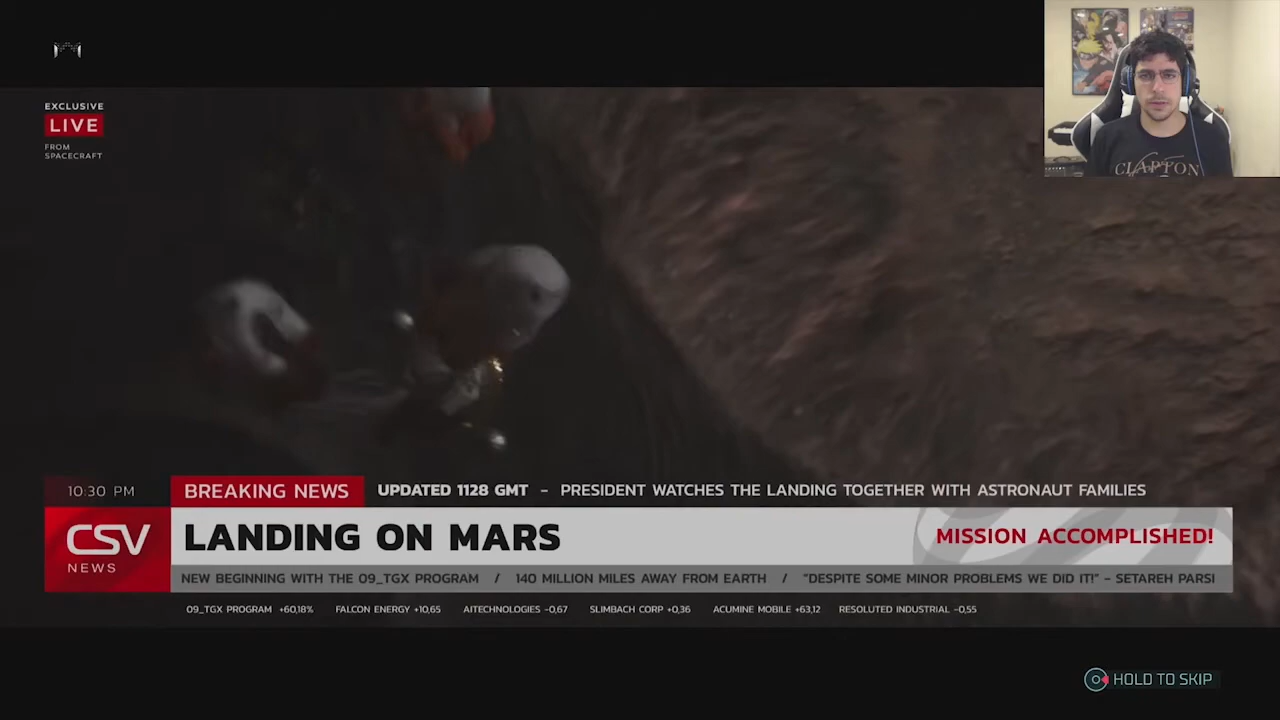 EXCLUSIVE
LIVE
FROM
SPACECRAFT
CLAPTON
10:30 PM
BREAKING NEWS
UPDATED 1128 GMT - PRESIDENT WATCHES THE LANDING TOGETHER WITH ASTRONAUT FAMILIES
CSV
NEWS
LANDING ON MARS
MISSION ACCOMPLISHED!
NEW BEGINNING WITH THE 09_TGX PROGRAM / 140 MILLION MILES AWAY FROM EARTH / "DESPITE SOME MINOR PROBLEMS WE DID IT!" - SETAREH PARSI
09_TGX PROGRAM +60,18% FALCON ENERGY +10,65 AITECHNOLOGIES -0,67 SLIMBACH CORP +0,36 ACUMINE MOBILE +63,12 RESOLUTED INDUSTRIAL -0,55
HOLD TO SKIP